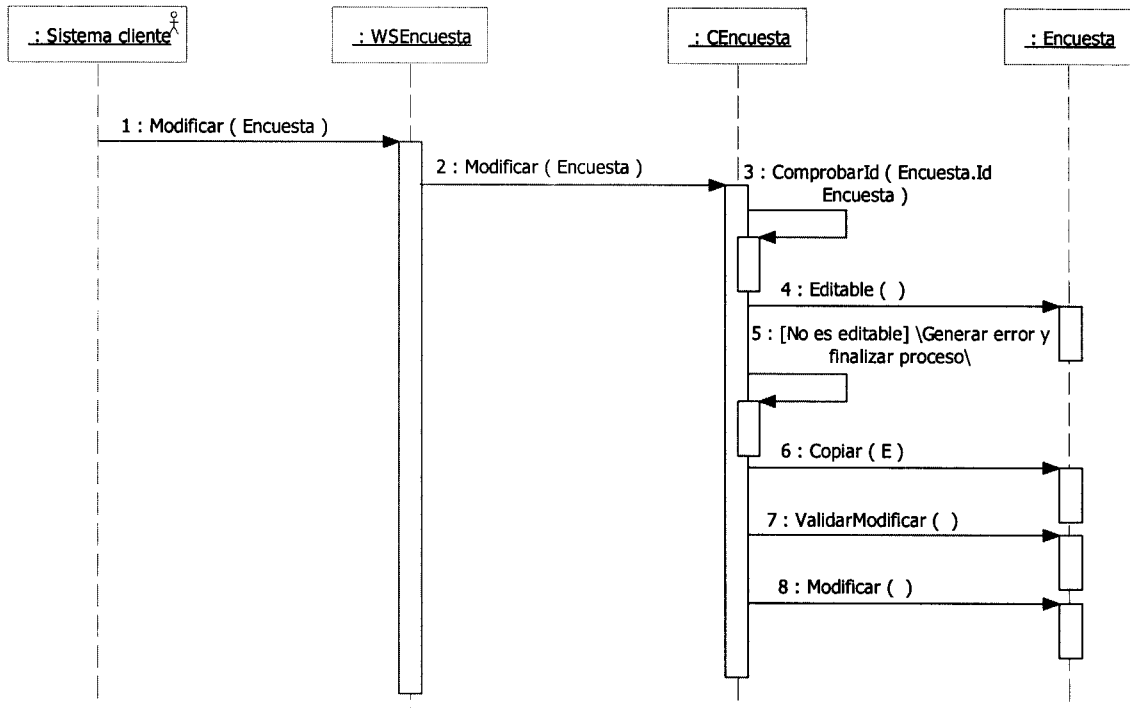 : Sistema cliente
: WSEncuesta
: CEncuesta
: Encuesta
1 : Modificar ( Encuesta )
2 : Modificar ( Encuesta )
3 : ComprobarId ( Encuesta.Id
Encuesta )
4 : Editable ( )
5 : [No es editable] \Generar error y
finalizar proceso\
6 : Copiar ( E )
7 : ValidarModificar ( )
8 : Modificar ( )